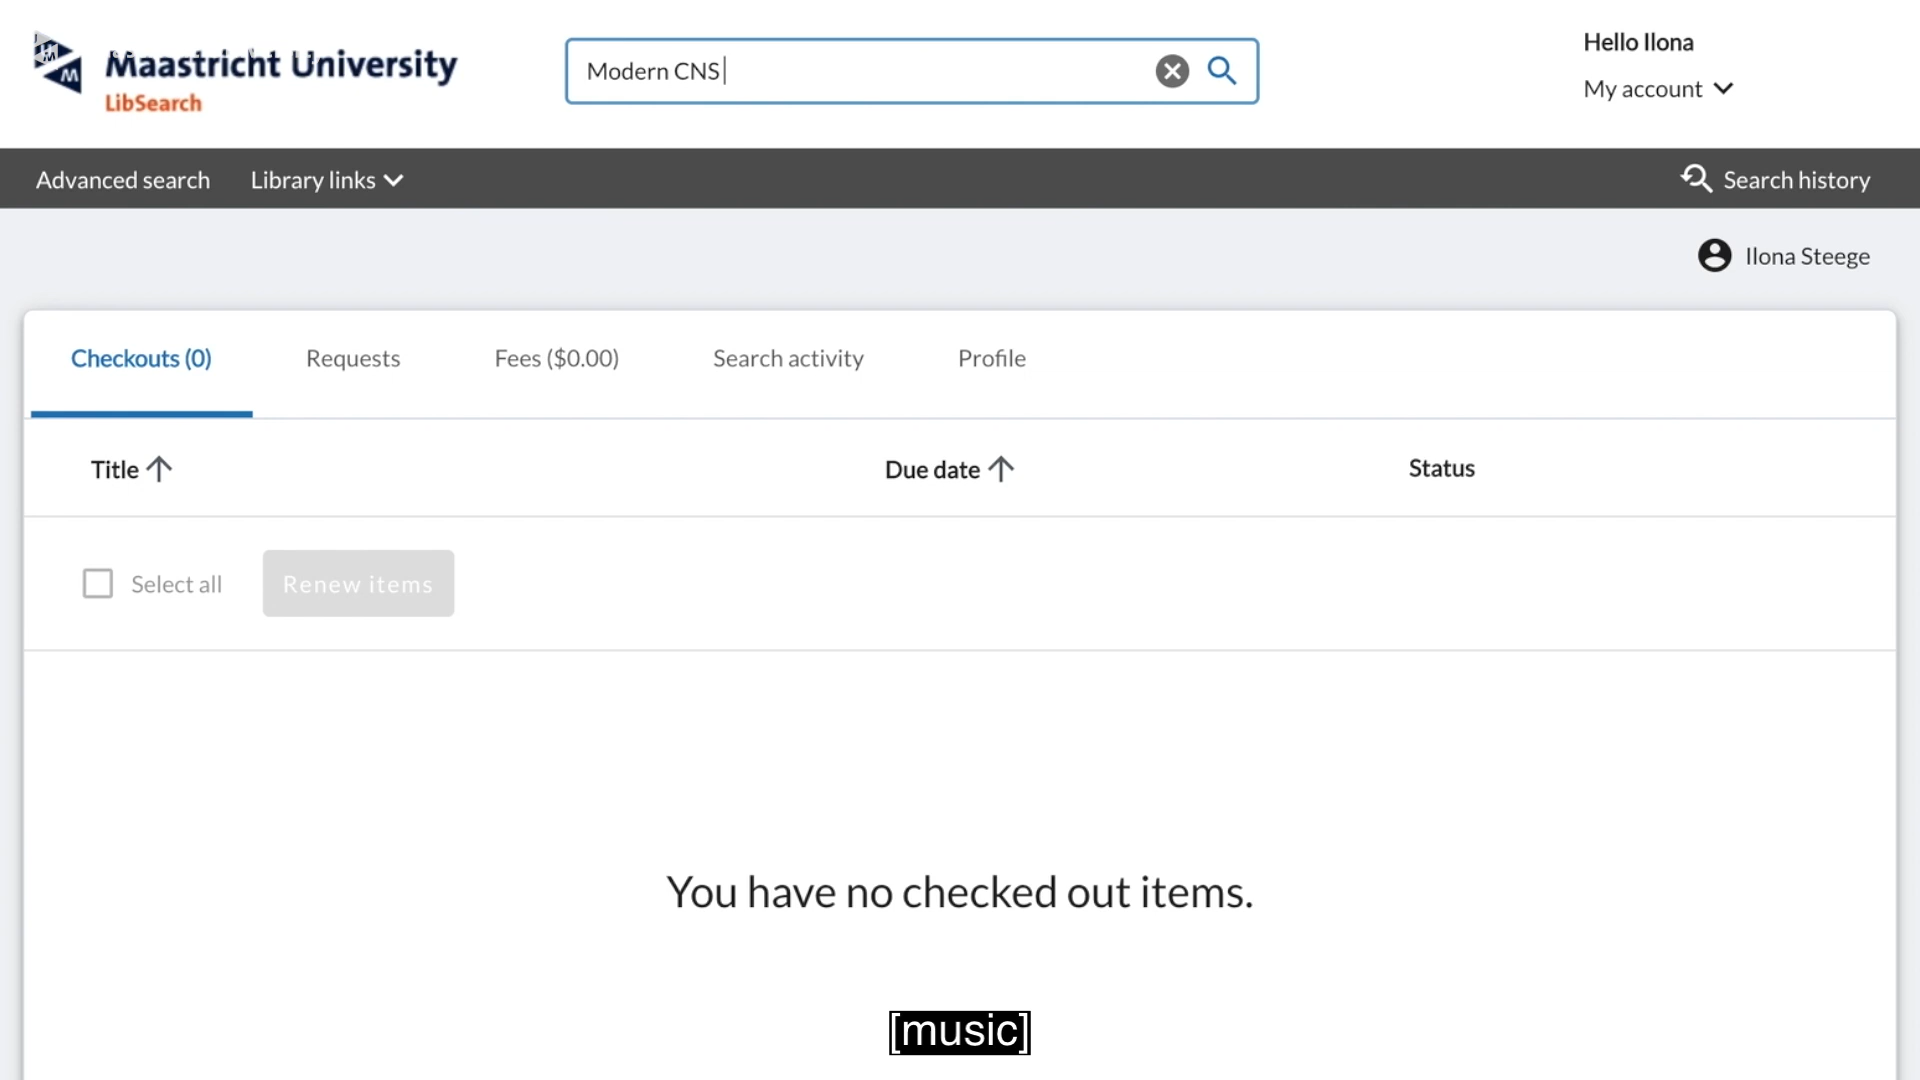 Maastricht University
LibSearch
Modern CNS
Hello Ilona
My account
Advanced search
Library links
Search history
Ilona Steege
Checkouts (0)
Requests
Fees ($0.00)
Search activity
Profile
Title
Due date
Status
Select all
Renew items
You have no checked out items.
[music]